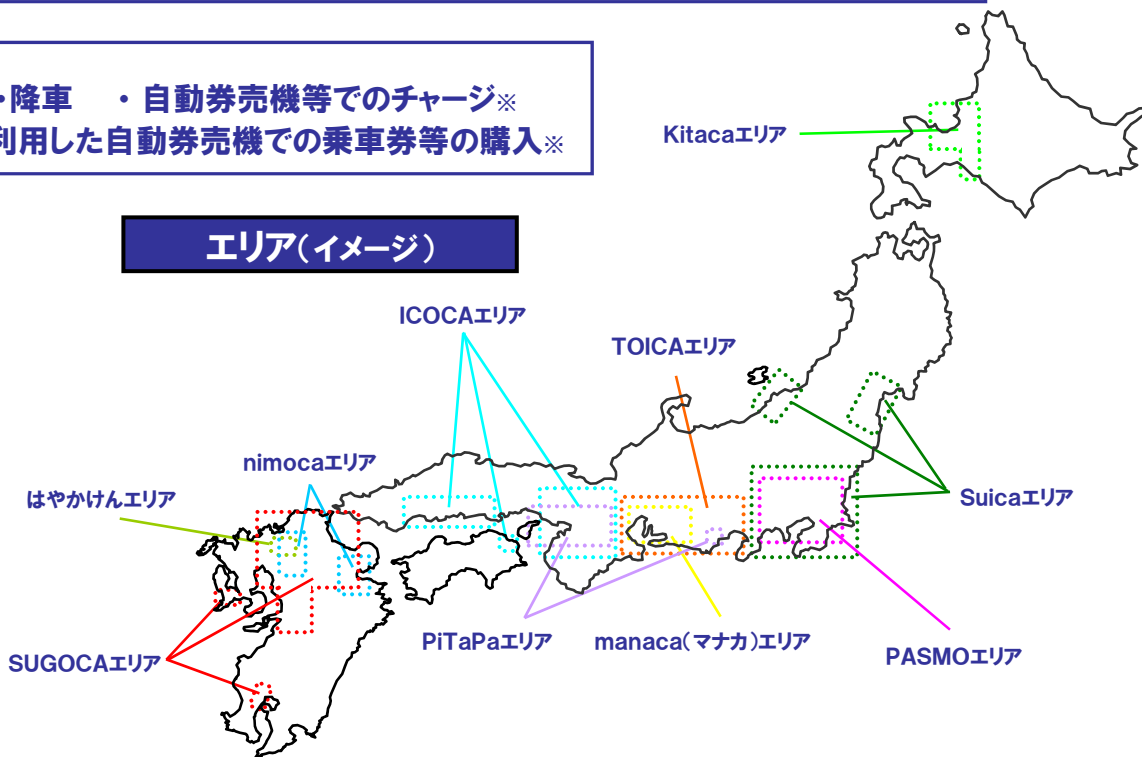 ・降車　・自動券売機等でのチャージ※
利用した自動券売機での乗車券等の購入※
エリア(イメージ)
Kitacaエリア
ICOCAエリア
TOICAエリア
nimocaエリア
はやかけんエリア
Suicaエリア
SUGOCAエリア
PiTaPaエリア
manaca(マナカ)エリア
PASMOエリア